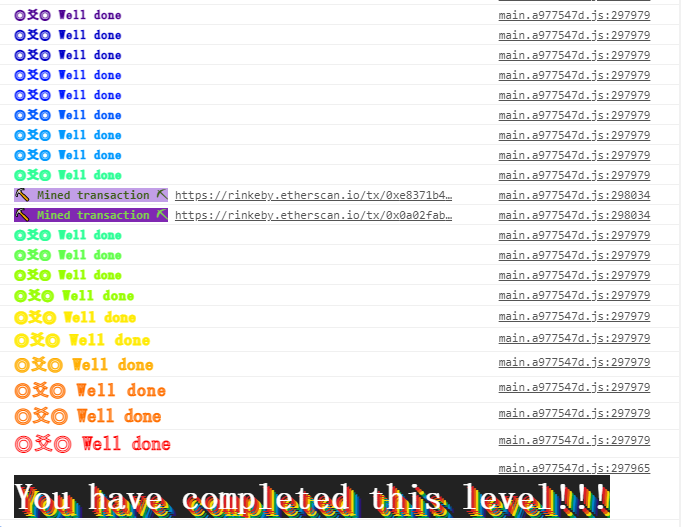 ◎爻◎ Well done main.a977547d.js:297979
◎爻◎ Well done main.a977547d.js:297979
◎爻◎ Well done main.a977547d.js:297979
◎爻◎ Well done main.a977547d.js:297979
◎爻◎ Well done main.a977547d.js:297979
◎爻◎ Well done main.a977547d.js:297979
◎爻◎ Well done main.a977547d.js:297979
◎爻◎ Well done main.a977547d.js:297979
◎爻◎ Well done main.a977547d.js:297979
⛏ Mined transaction ⛏ https://rinkeby.etherscan.io/tx/0xe8371b4… main.a977547d.js:298034
⛏ Mined transaction ⛏ https://rinkeby.etherscan.io/tx/0x0a02fab… main.a977547d.js:298034
◎爻◎ Well done main.a977547d.js:297979
◎爻◎ Well done main.a977547d.js:297979
◎爻◎ Well done main.a977547d.js:297979
◎爻◎ Well done main.a977547d.js:297979
◎爻◎ Well done main.a977547d.js:297979
◎爻◎ Well done main.a977547d.js:297979
◎爻◎ Well done main.a977547d.js:297979
◎爻◎ Well done main.a977547d.js:297979
◎爻◎ Well done main.a977547d.js:297979
◎爻◎ Well done main.a977547d.js:297979
main.a977547d.js:297965
You have completed this level!!!